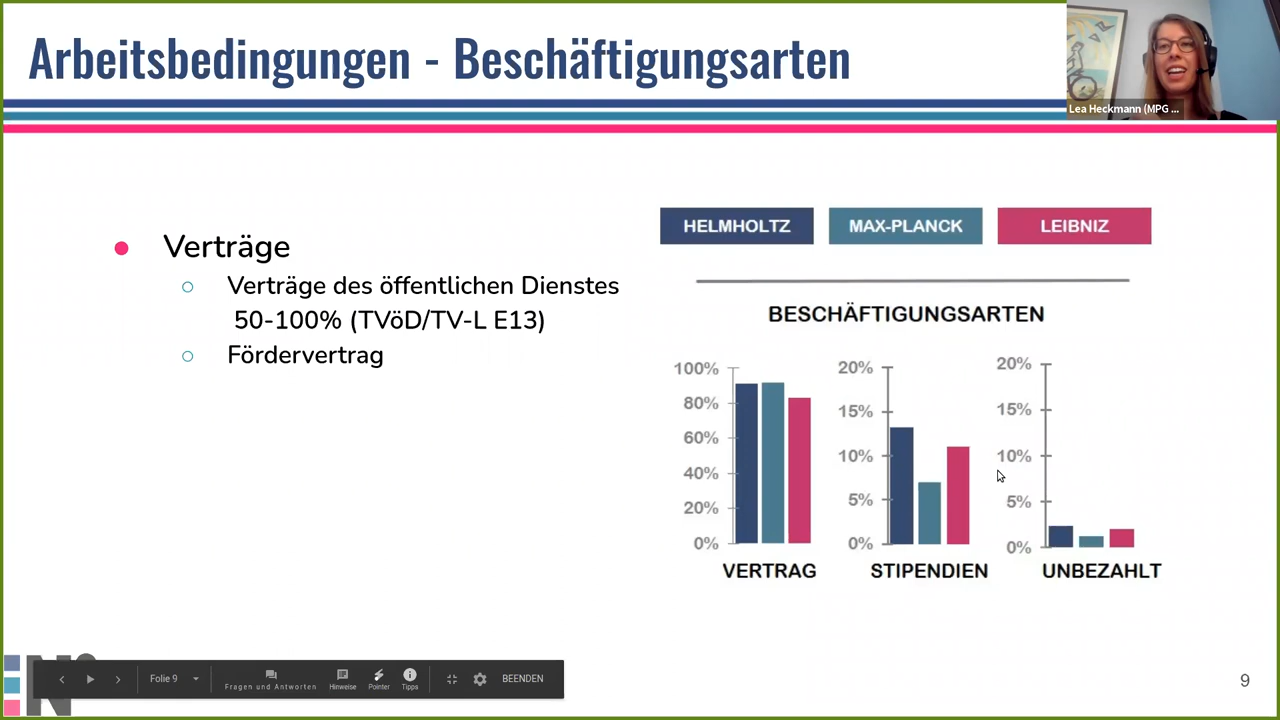 Arbeitsbedingungen - Beschäftigungsarten
Lea Heckmann (MPG ...
Verträge
Verträge des öffentlichen Dienstes
50-100% (TVöD/TV-L E13)
Fördervertrag
HELMHOLTZ MAX-PLANCK LEIBNIZ
BESCHÄFTIGUNGSARTEN
100%
80%
60%
40%
20%
0%
VERTRAG
20%
15%
10%
5%
0%
STIPENDIEN
20%
15%
10%
5%
0%
UNBEZAHLT
N²
Folie 9
Fragen und Antworten
Hinweise
Pointer
Tipps
BEENDEN
9